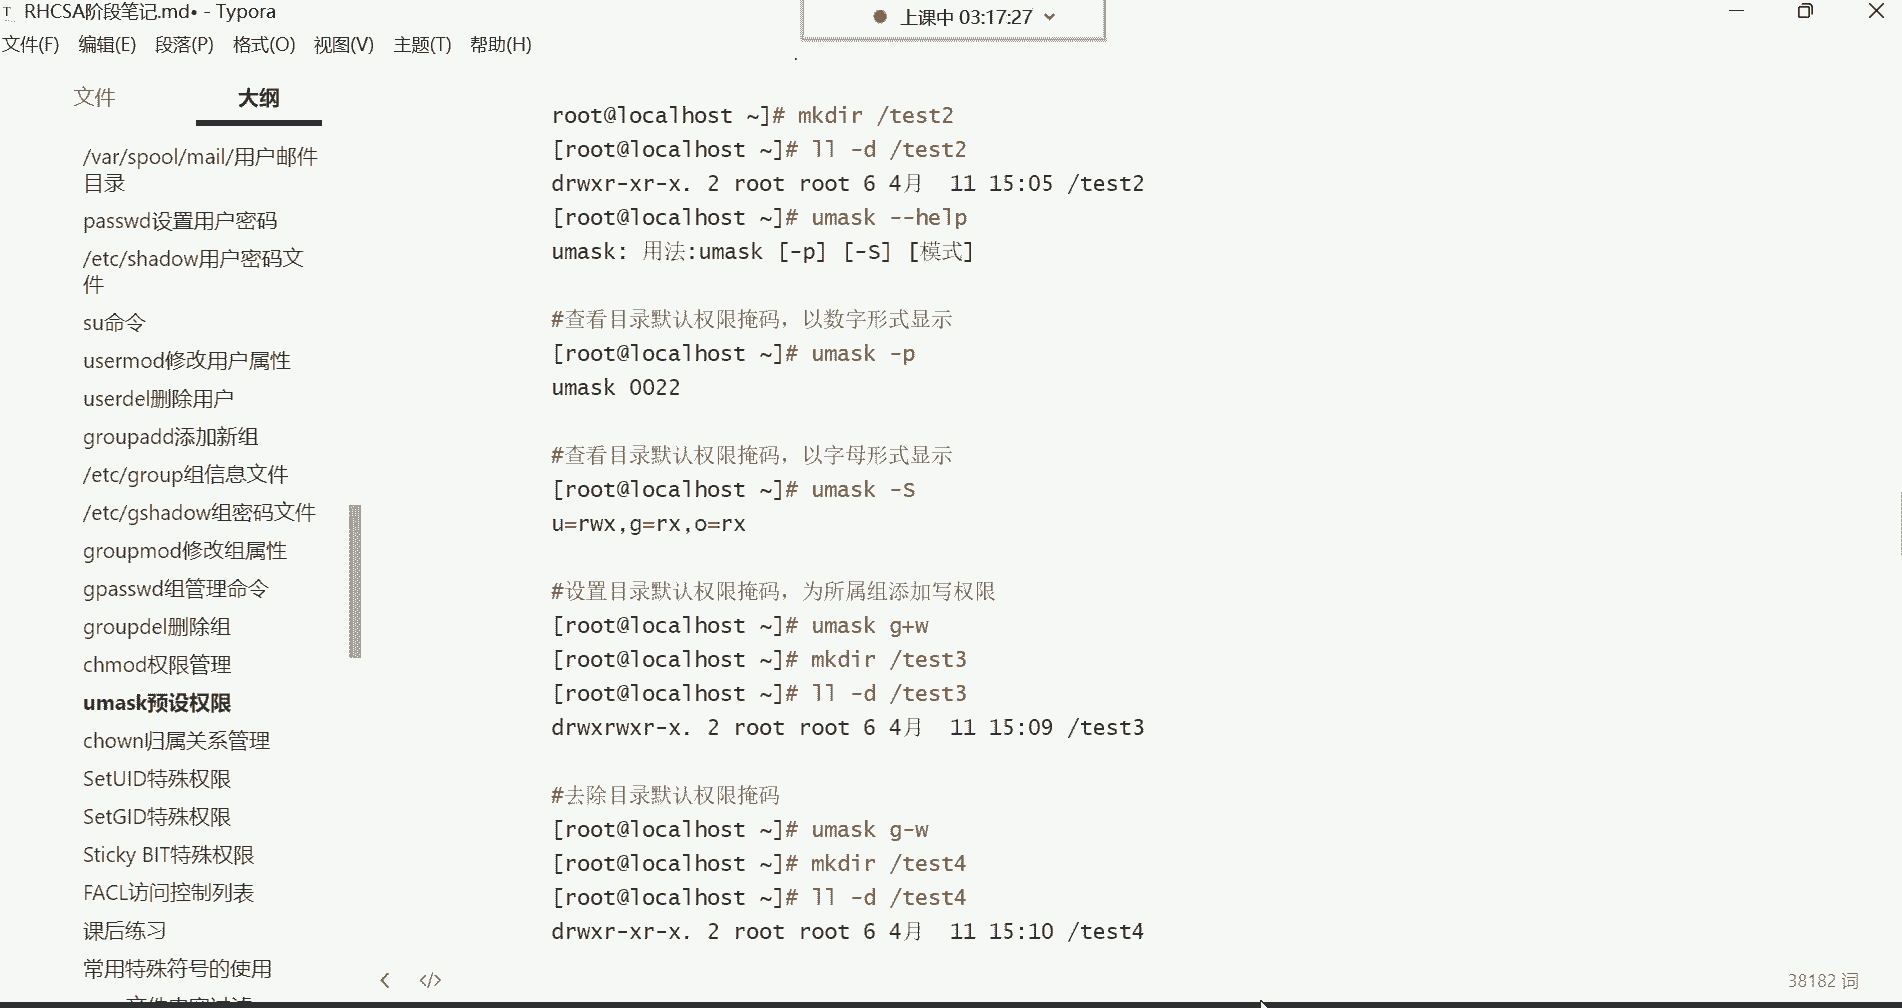 RHCSA阶段笔记.md• - Typora
上课中 03:17:27
文件(F) 编辑(E) 段落(P) 格式(O) 视图(V) 主题(T) 帮助(H)
文件 大纲
/var/spool/mail/用户邮件
目录
passwd设置用户密码
/etc/shadow用户密码文
件
su命令
usermod修改用户属性
userdel删除用户
groupadd添加新组
/etc/group组信息文件
/etc/gshadow组密码文件
groupmod修改组属性
gpasswd组管理命令
groupdel删除组
chmod权限管理
umask预设权限
chown归属关系管理
SetUID特殊权限
SetGID特殊权限
Sticky BIT特殊权限
FACL访问控制列表
课后练习
常用特殊符号的使用
root@localhost ~]# mkdir /test2
[root@localhost ~]# ll -d /test2
drwxr-xr-x. 2 root root 6 4月  11 15:05 /test2
[root@localhost ~]# umask --help
umask: 用法:umask [-p] [-S] [模式]
#查看目录默认权限掩码，以数字形式显示
[root@localhost ~]# umask -p
umask 0022
#查看目录默认权限掩码，以字母形式显示
[root@localhost ~]# umask -S
u=rwx,g=rx,o=rx
#设置目录默认权限掩码，为所属组添加写权限
[root@localhost ~]# umask g+w
[root@localhost ~]# mkdir /test3
[root@localhost ~]# ll -d /test3
drwxrwxr-x. 2 root root 6 4月  11 15:09 /test3
#去除目录默认权限掩码
[root@localhost ~]# umask g-w
[root@localhost ~]# mkdir /test4
[root@localhost ~]# ll -d /test4
drwxr-xr-x. 2 root root 6 4月  11 15:10 /test4
38182 词